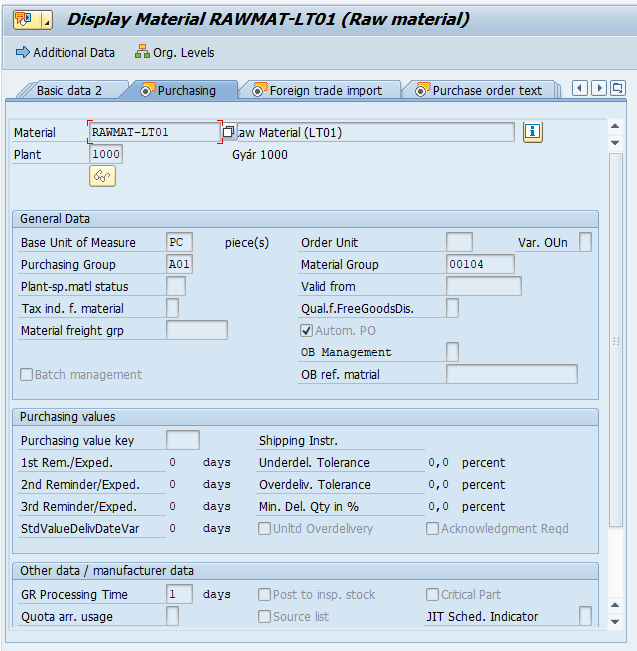 Display Material RAWMAT-LT01 (Raw material)
Additional Data Org. Levels
Basic data 2 Purchasing Foreign trade import Purchase order text
Material RAWMAT-LT01 aw Material (LT01)
Plant 1000 Gyár 1000
General Data
Base Unit of Measure PC piece(s) Order Unit Var. OUn
Purchasing Group A01 Material Group 00104
Plant-sp.matl status Valid from
Tax ind. f. material Qual.f.FreeGoodsDis.
Material freight grp Autom. PO
OB Management
Batch management OB ref. matrial
Purchasing values
Purchasing value key Shipping Instr.
1st Rem./Exped. 0 days Underdel. Tolerance 0,0 percent
2nd Reminder/Exped. 0 days Overdeliv. Tolerance 0,0 percent
3rd Reminder/Exped. 0 days Min. Del. Qty in % 0,0 percent
StdValueDelivDateVar 0 days Unltd Overdelivery Acknowledgment Reqd
Other data / manufacturer data
GR Processing Time 1 days Post to insp. stock Critical Part
Quota arr. usage Source list JIT Sched. Indicator